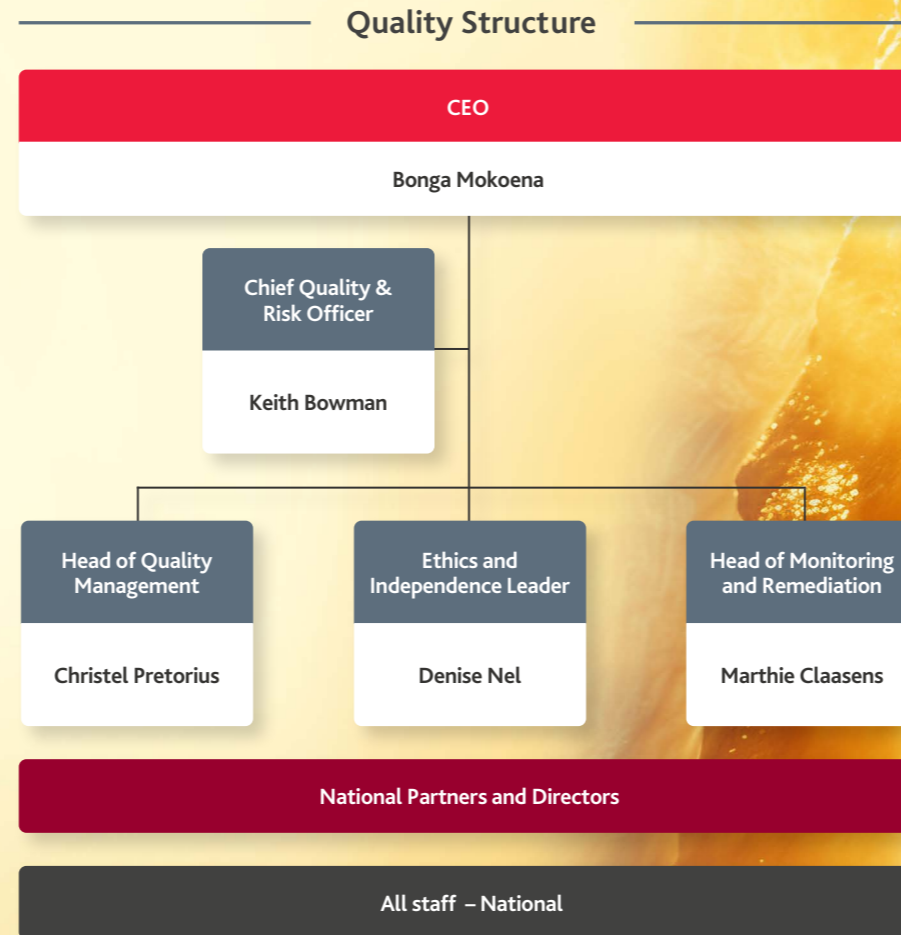 Quality Structure
CEO
Bonga Mokoena
Chief Quality &
Risk Officer
Keith Bowman
Head of Quality
Management
Christel Pretorius
Ethics and
Independence Leader
Denise Nel
Head of Monitoring
and Remediation
Marthie Claasens
National Partners and Directors
All staff – National